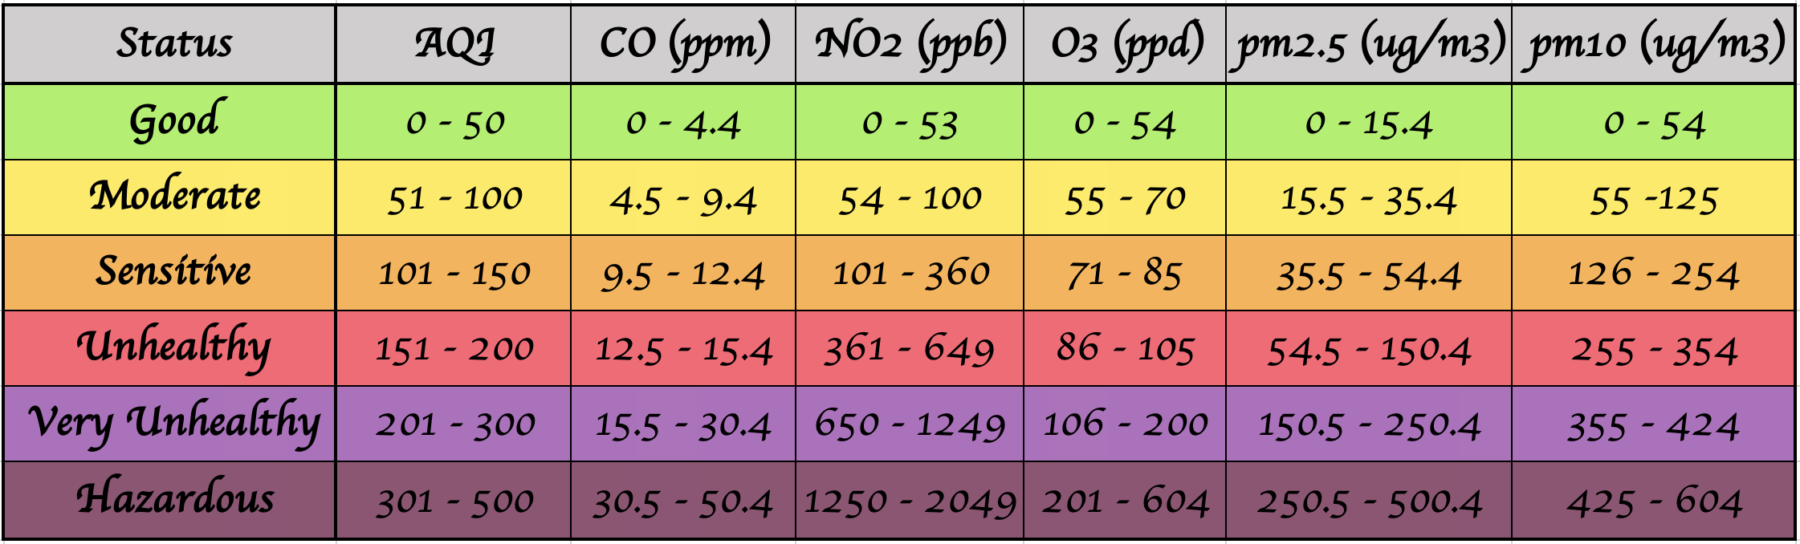 Status AQI CO (ppm) NO2 (ppb) O3 (ppd) pm2.5 (ug/m3) pm10 (ug/m3)
Good 0 - 50 0 - 4.4 0 - 53 0 - 54 0 - 15.4 0 - 54
Moderate 51 - 100 4.5 - 9.4 54 - 100 55 - 70 15.5 - 35.4 55 -125
Sensitive 101 - 150 9.5 - 12.4 101 - 360 71 - 85 35.5 - 54.4 126 - 254
Unhealthy 151 - 200 12.5 - 15.4 361 - 649 86 - 105 54.5 - 150.4 255 - 354
Very Unhealthy 201 - 300 15.5 - 30.4 650 - 1249 106 - 200 150.5 - 250.4 355 - 424
Hazardous 301 - 500 30.5 - 50.4 1250 - 2049 201 - 604 250.5 - 500.4 425 - 604